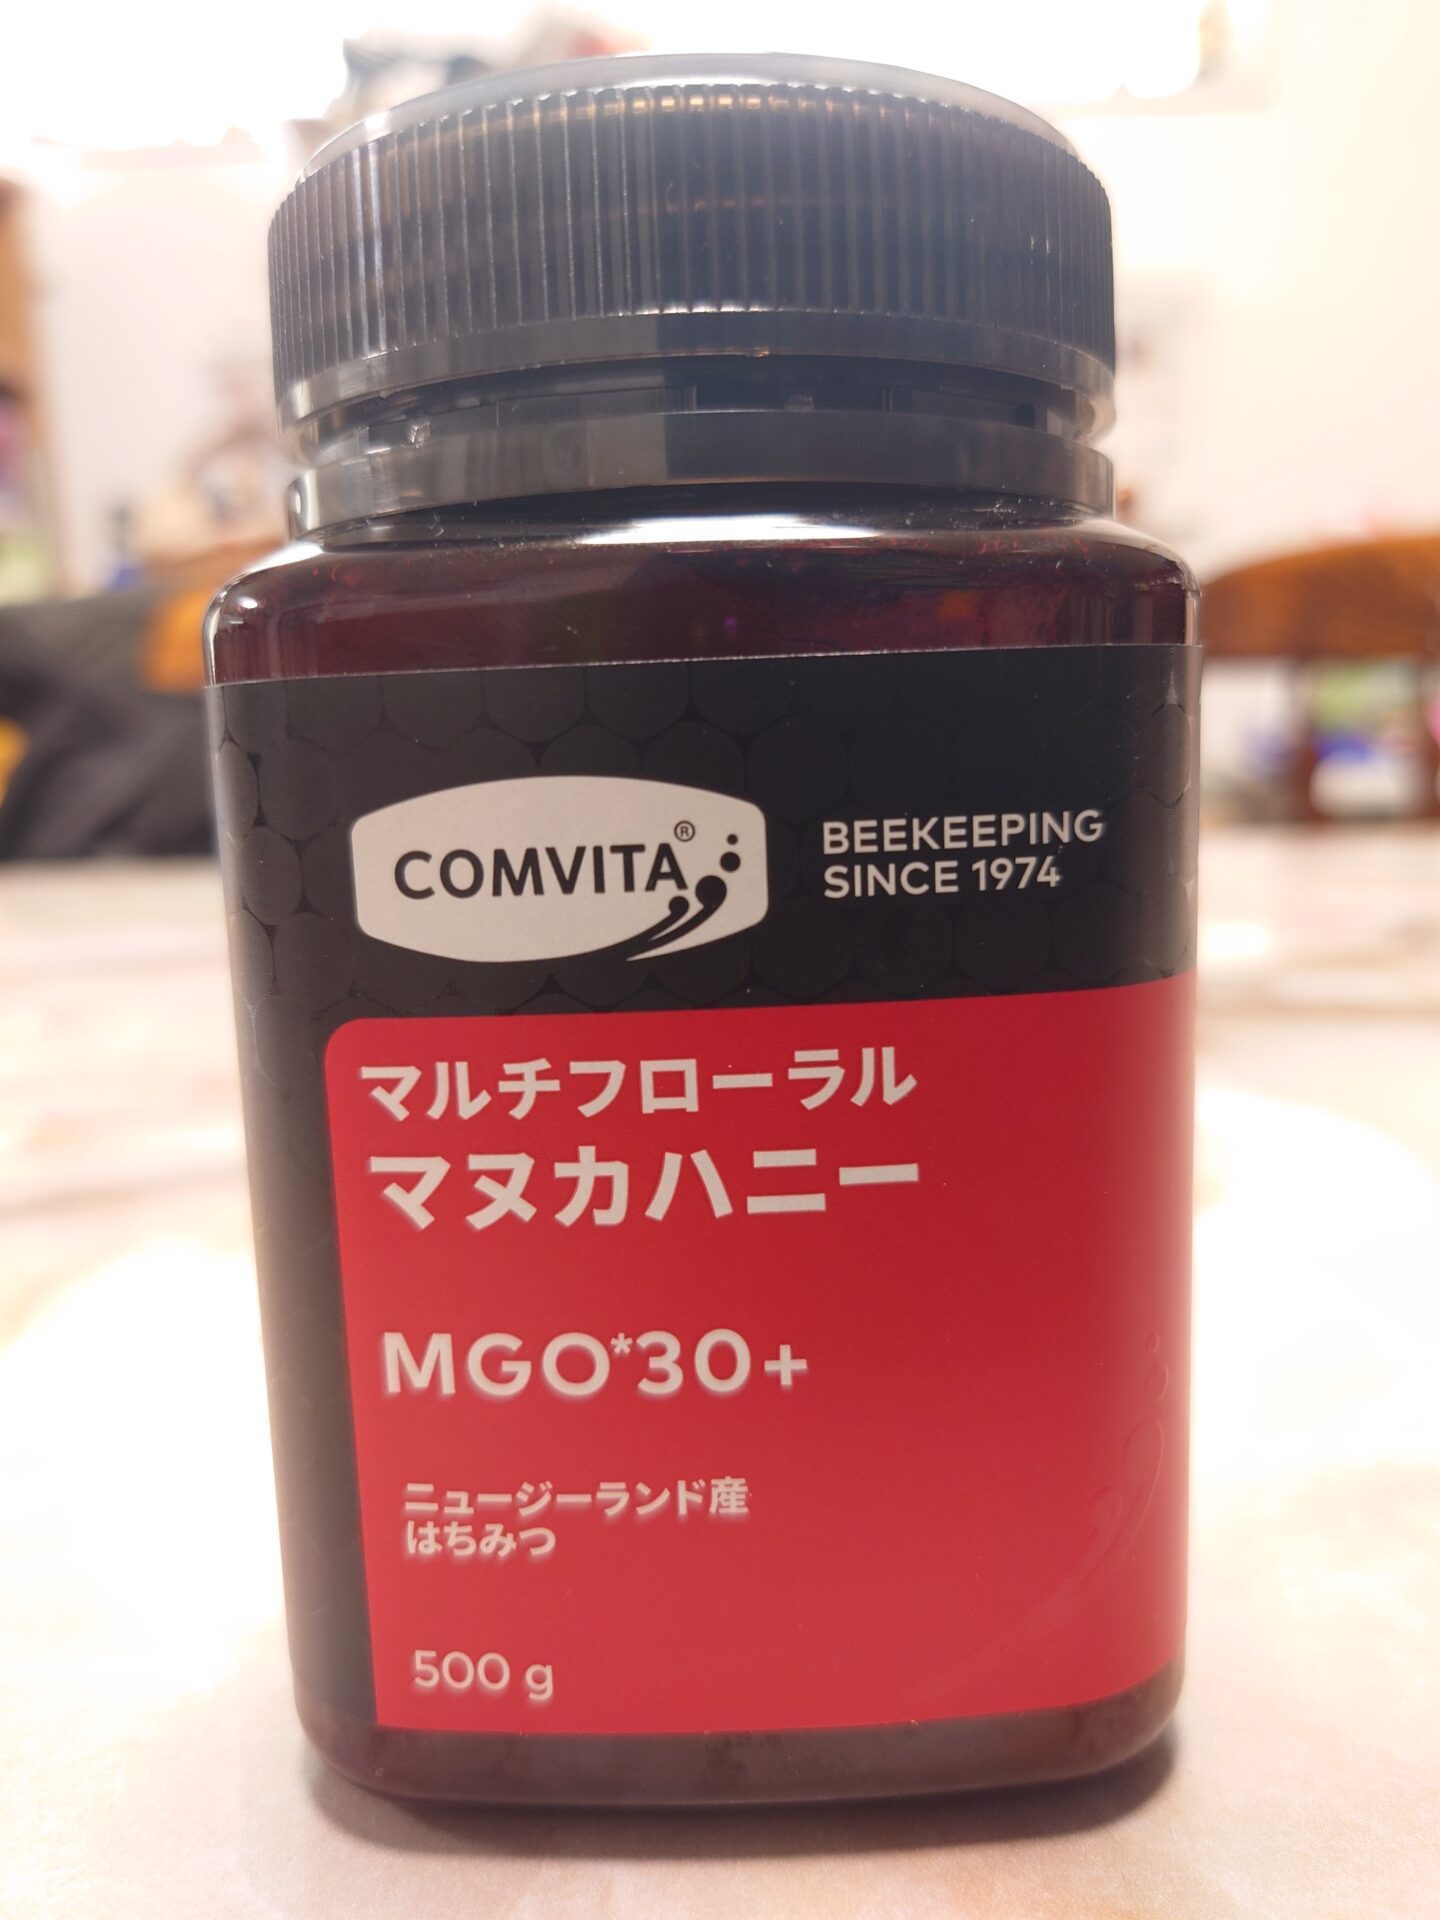 COMVITA®
BEEKEEPING
SINCE 1974
マルチフローラル
マヌカハニー
MGO*30+
ニュージーランド産
はちみつ
500 g